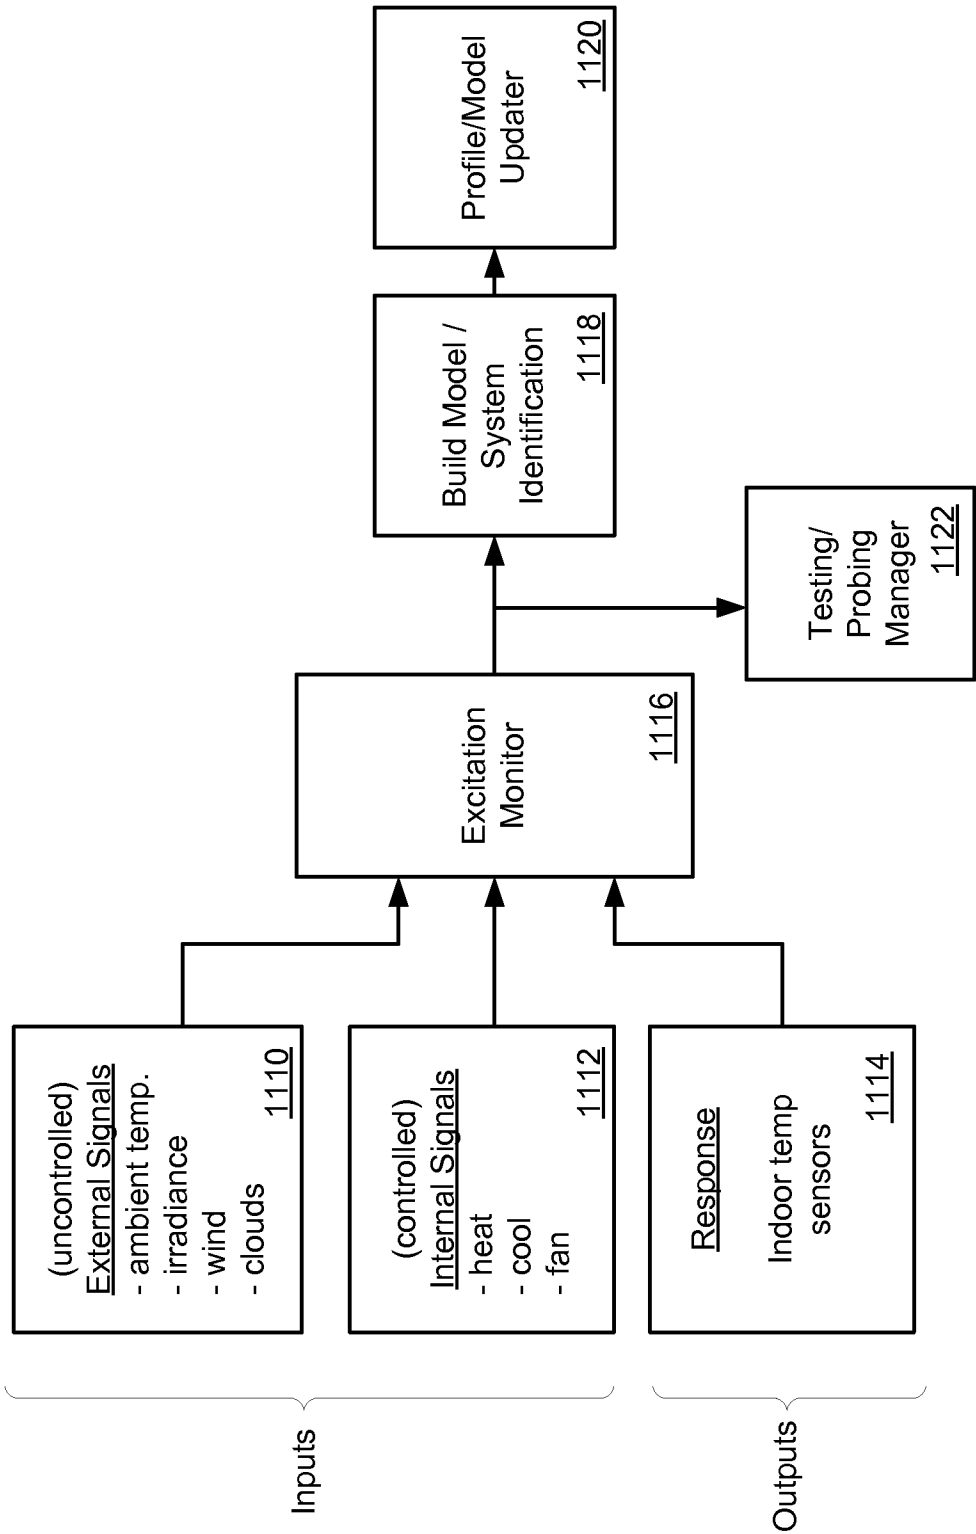 Inputs
(uncontrolled)
External Signals
- ambient temp.
- irradiance
- wind
- clouds
1110
(controlled)
Internal Signals
- heat
- cool
- fan
1112
Outputs
Response
Indoor temp
sensors
1114
Excitation
Monitor
1116
Build Model /
System
Identification
1118
Profile/Model
Updater
1120
Testing/
Probing
Manager
1122